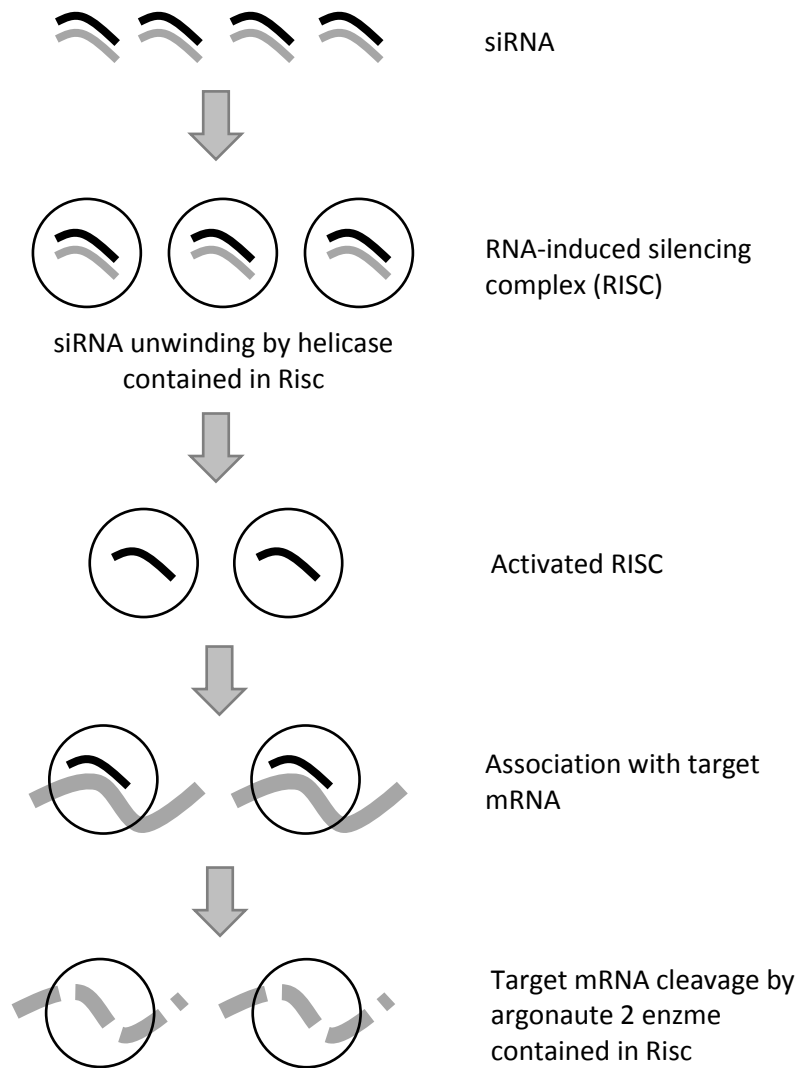 siRNA
RNA-induced silencing
complex (RISC)
siRNA unwinding by helicase
contained in Risc
Activated RISC
Association with target
mRNA
Target mRNA cleavage by
argonaute 2 enzme
contained in Risc